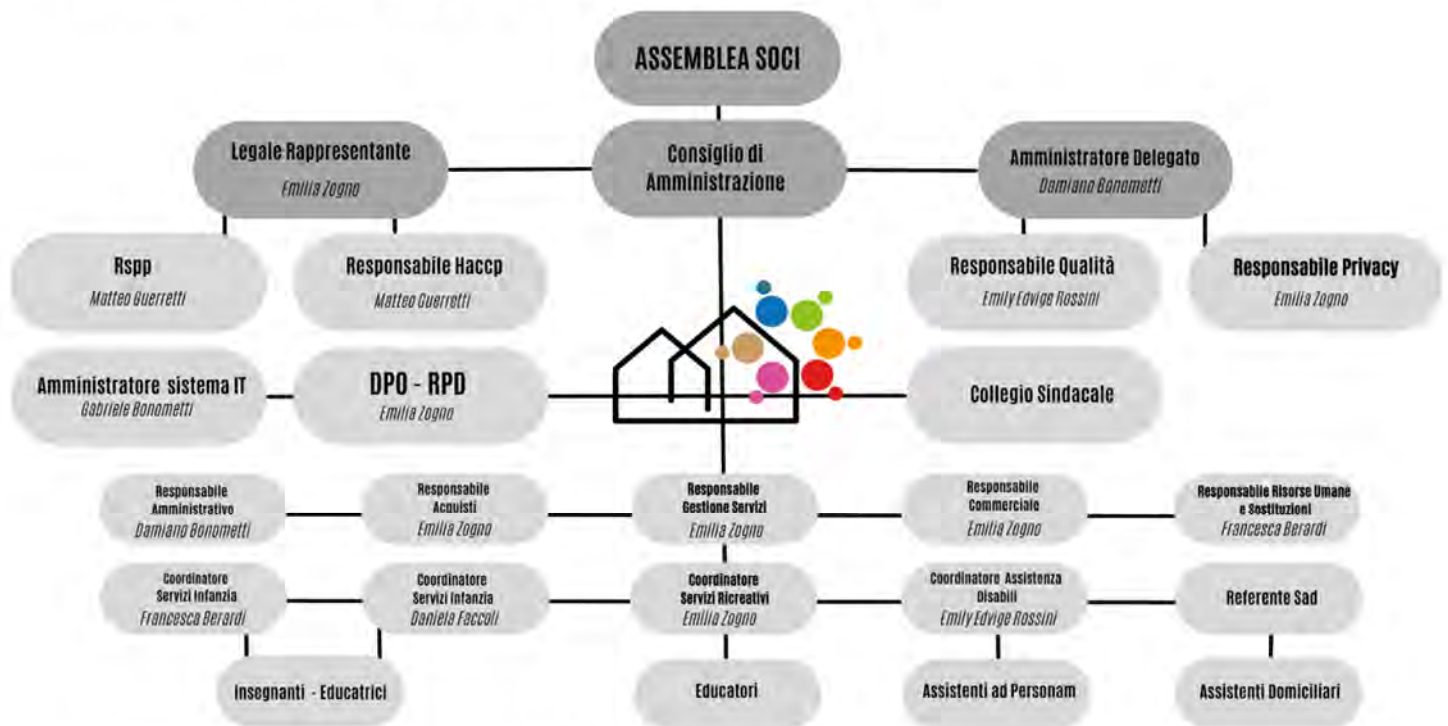 ASSEMBLEA SOCI
Legale Rappresentante
Emilia Zogno
Consiglio di
Amministrazione
Amministratore Delegato
Damiano Bonometti
Rspp
Matteo Guerretti
Responsabile Haccp
Matteo Guerretti
Responsabile Qualità
Emily Edvige Rossini
Responsabile Privacy
Emilia Zogno
Amministratore sistema IT
Gabriele Bonometti
DPO - RPD
Emilia Zogno
Collegio Sindacale
Responsabile
Amministrativo
Damiano Bonometti
Responsabile
Acquisti
Emilia Zogno
Responsabile
Gestione Servizi
Emilia Zogno
Responsabile
Commerciale
Emilia Zogno
Responsabile Risorse Umane
e Sostituzioni
Francesca Berardi
Coordinatore
Servizi Infanzia
Francesca Berardi
Coordinatore
Servizi Infanzia
Daniela Faccoli
Coordinatore
Servizi Ricreativi
Emilia Zogno
Coordinatore Assistenza
Disabili
Emily Edvige Rossini
Referente Sad
Insegnanti - Educatrici
Educatori
Assistenti ad Personam
Assistenti Domiciliari